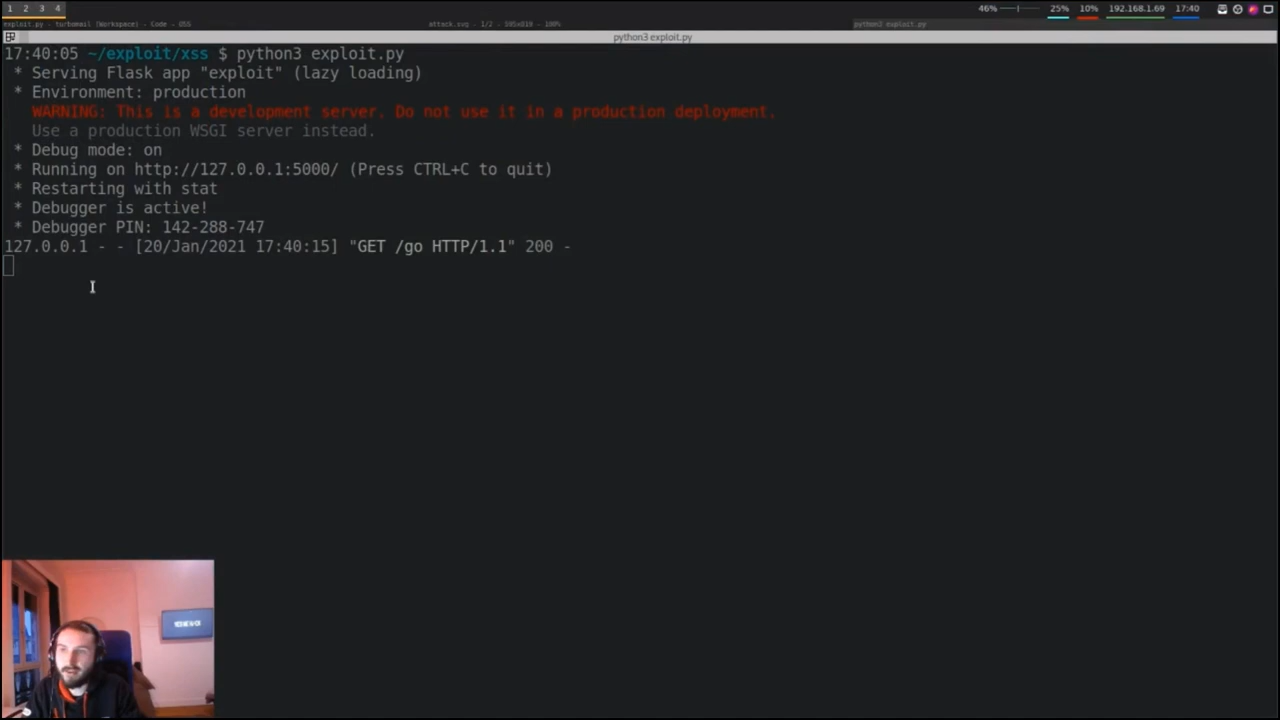 1 2 3 4
46% 25% 10% 192.168.1.69 17:40
exploit.py - turbomail (Workspace) - Code - OSS
attack.svg - 1/2 - 595x810 - 100%
python3 exploit.py
python3 exploit.py
17:40:05 ~/exploit/xss $ python3 exploit.py
* Serving Flask app "exploit" (lazy loading)
* Environment: production
WARNING: This is a development server. Do not use it in a production deployment.
Use a production WSGI server instead.
* Debug mode: on
* Running on http://127.0.0.1:5000/ (Press CTRL+C to quit)
* Restarting with stat
* Debugger is active!
* Debugger PIN: 142-288-747
127.0.0.1 - - [20/Jan/2021 17:40:15] "GET /go HTTP/1.1" 200 -